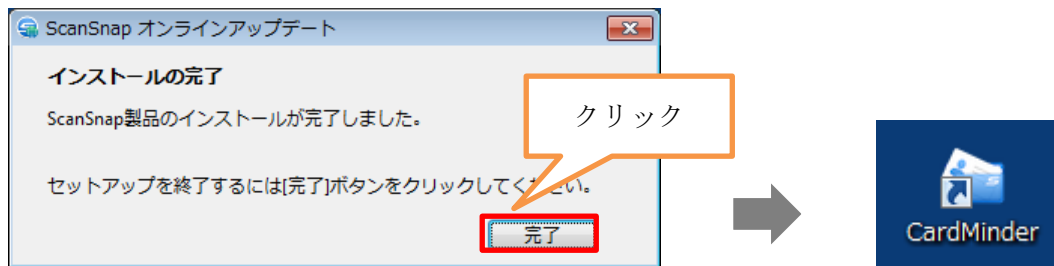 ScanSnap オンラインアップデート
インストールの完了
ScanSnap製品のインストールが完了しました。
クリック
セットアップを終了するには[完了]ボタンをクリックしてください。
完了
CardMinder